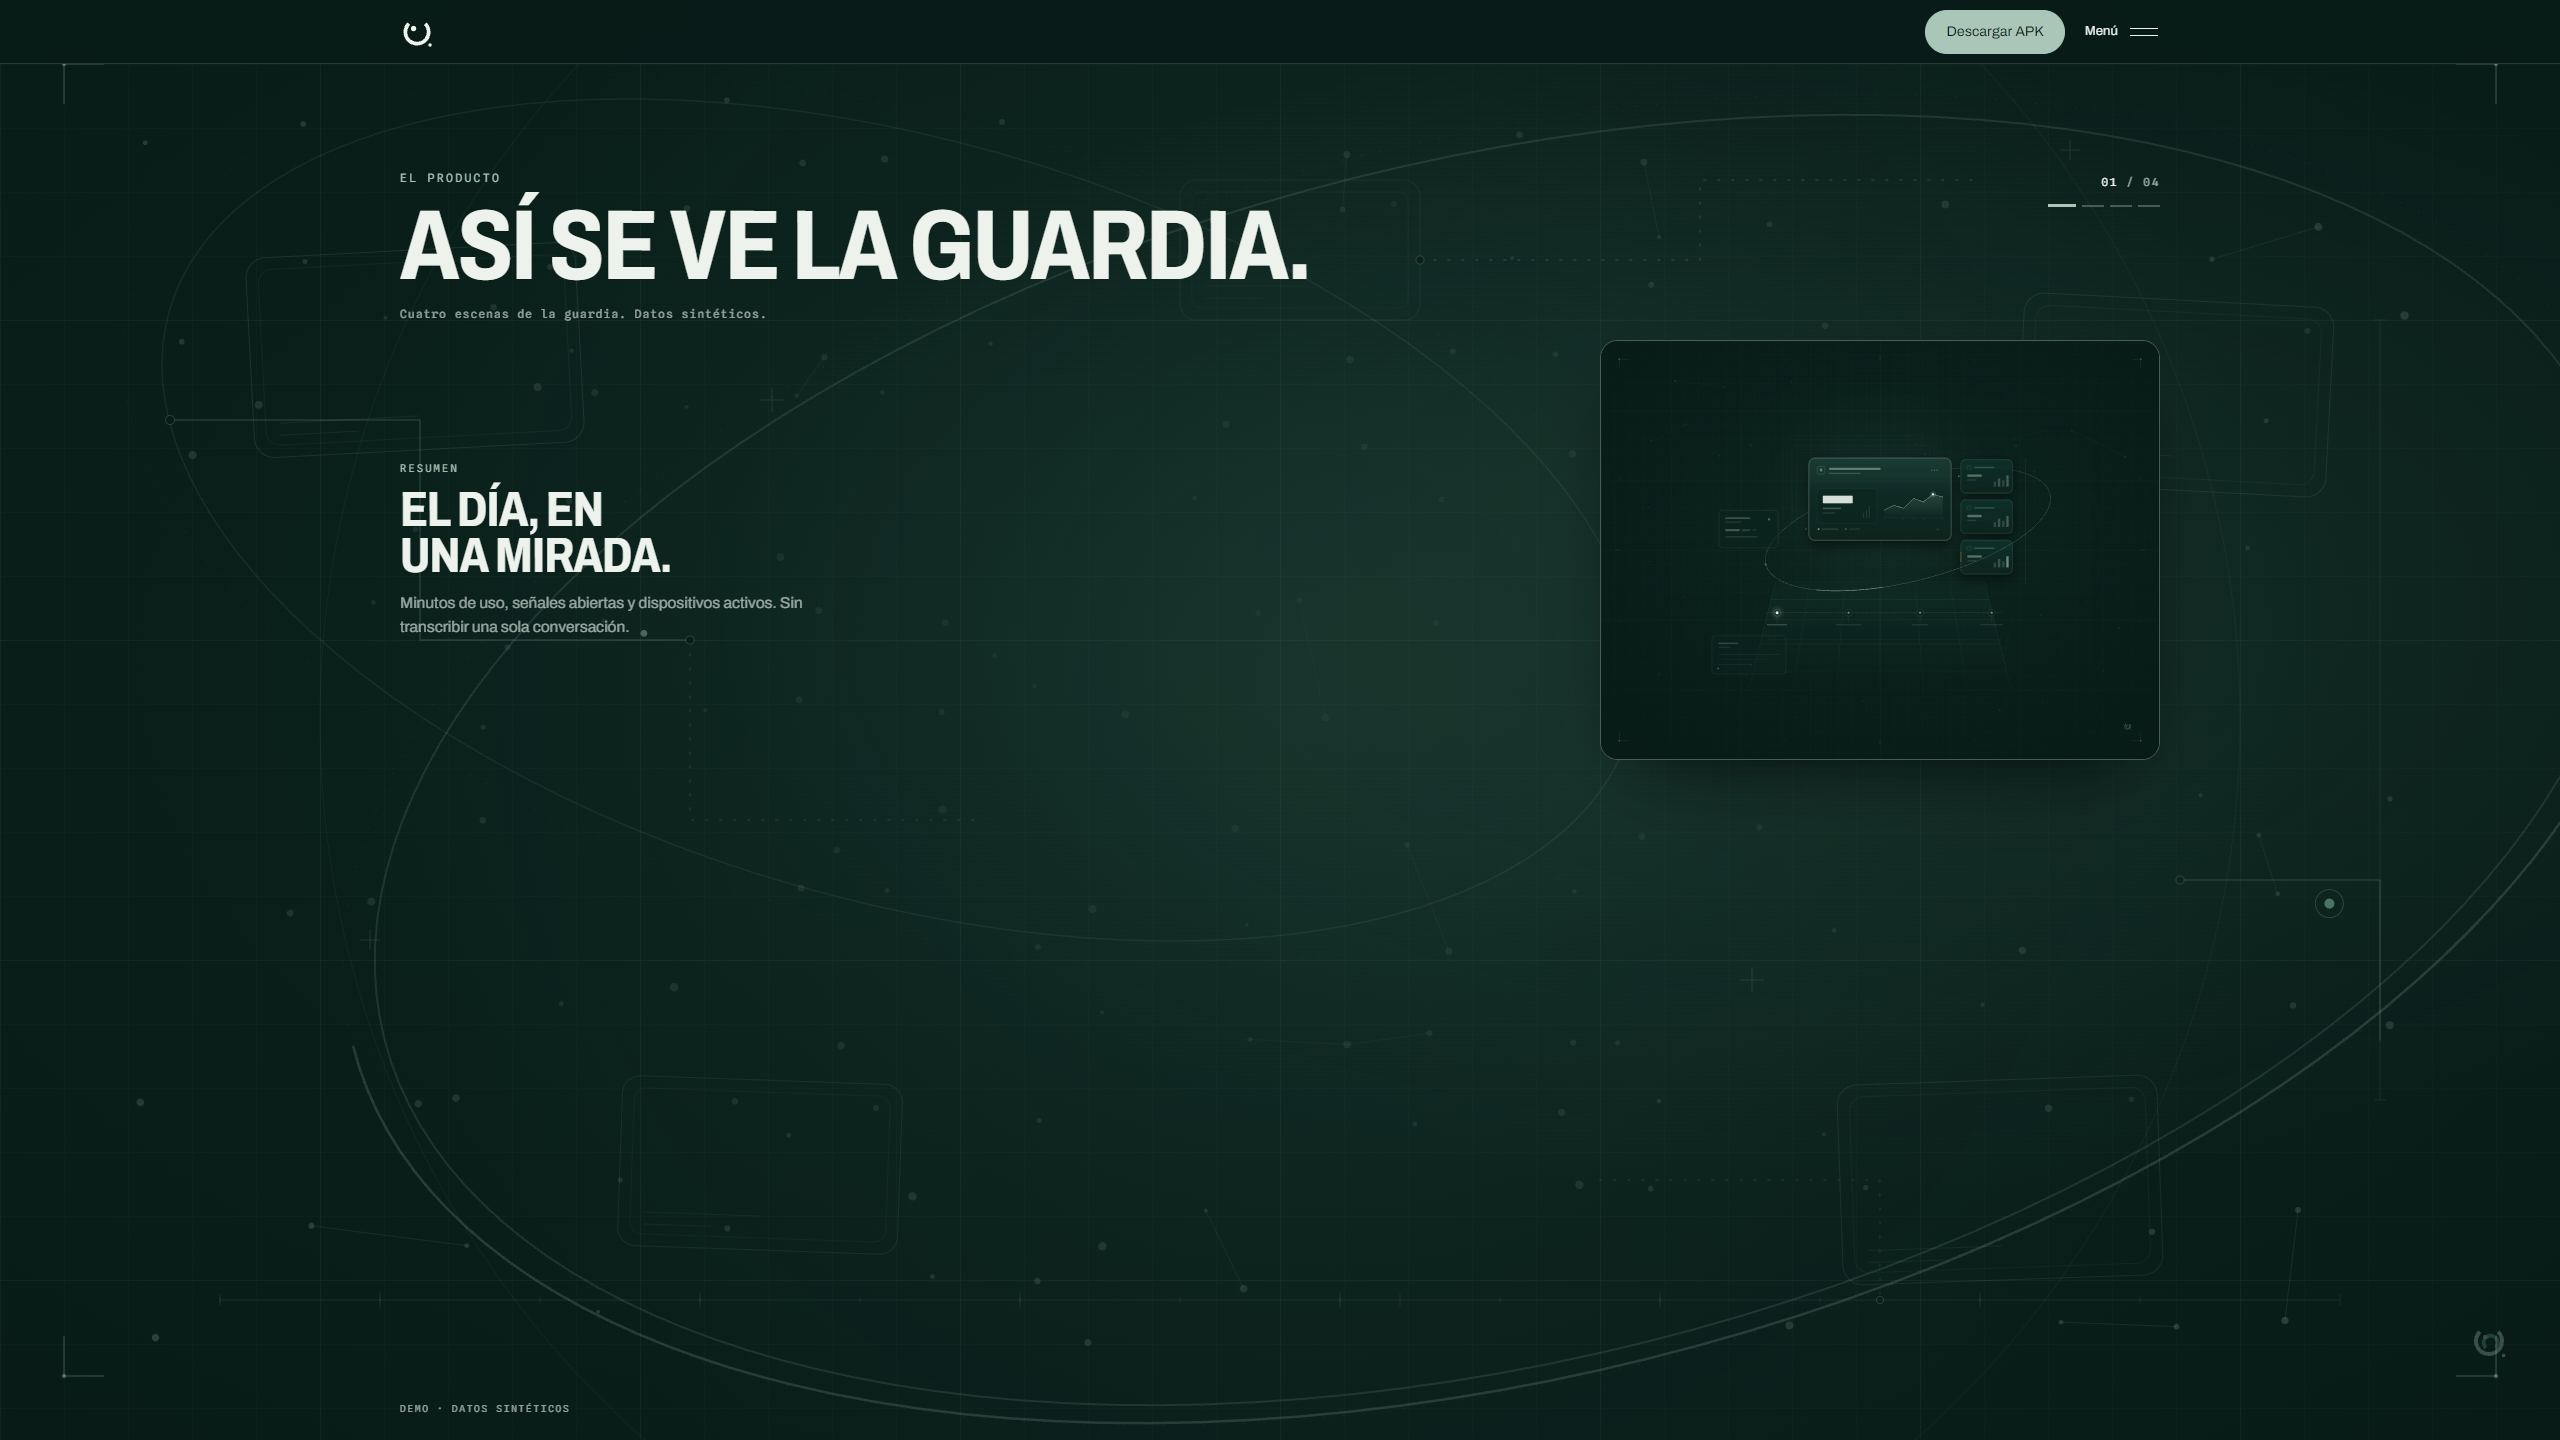 Descargar APK
Menú
EL PRODUCTO
01 / 04
ASÍ SE VE LA GUARDIA.
Cuatro escenas de la guardia. Datos sintéticos.
RESUMEN
EL DÍA, EN
UNA MIRADA.
Minutos de uso, señales abiertas y dispositivos activos. Sin
transcribir una sola conversación.
DEMO · DATOS SINTÉTICOS